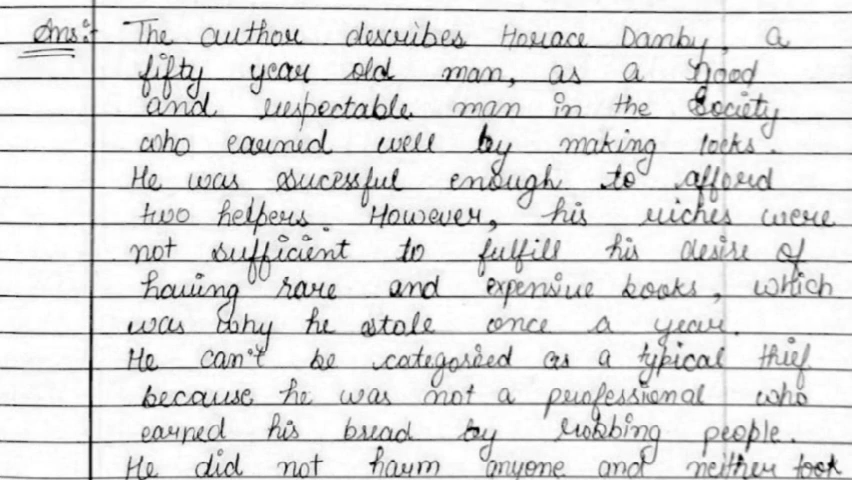 Ans:- The author describes Horace Danby, a
fifty year old man, as a good
and respectable man in the Society
who earned well by making locks.
He was sucessful enough to afford
two helpers. However, his riches were
not sufficient to fulfill his desire of
having rare and expensive books, which
was why he stole once a year.
He can't be categorised as a typical thief
because he was not a professional who
earned his bread by robbing people.
He did not harm anyone and neither took